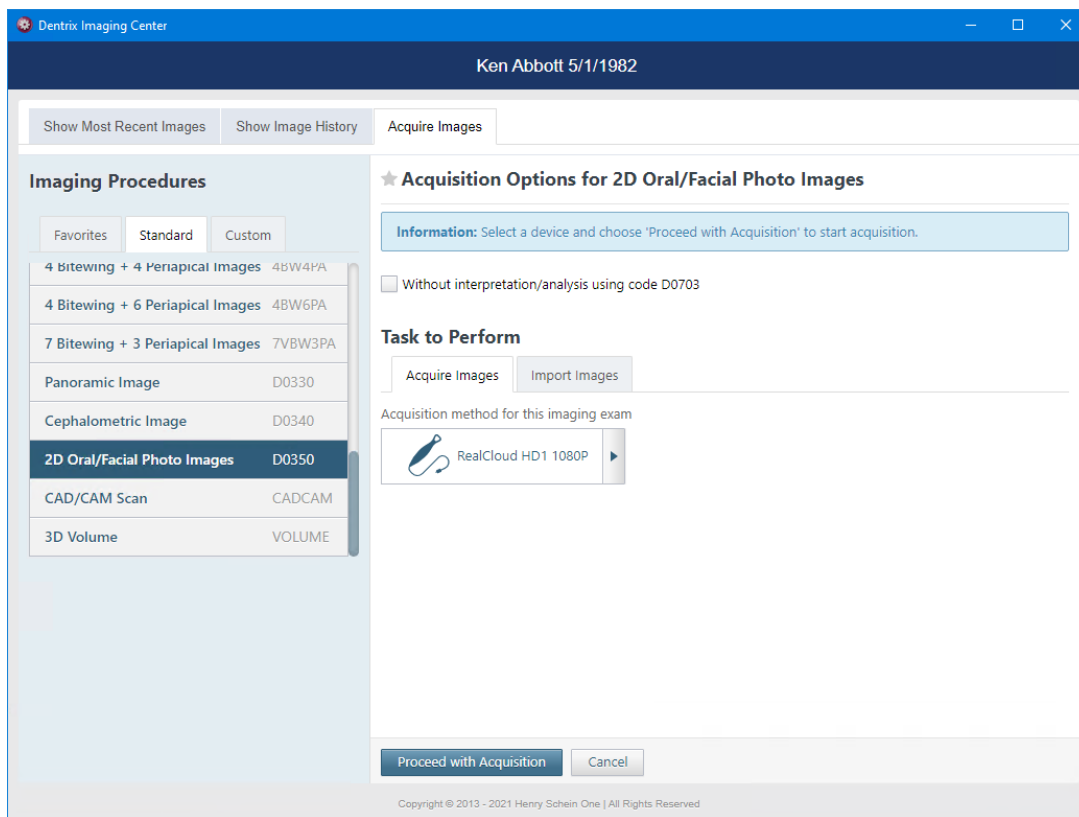 Dentrix Imaging Center
Ken Abbott 5/1/1982
Show Most Recent Images Show Image History Acquire Images
Imaging Procedures
Favorites Standard Custom
4 Bitewing + 4 Periapical Images 4BW4PA
4 Bitewing + 6 Periapical Images 4BW6PA
7 Bitewing + 3 Periapical Images 7VBW3PA
Panoramic Image D0330
Cephalometric Image D0340
2D Oral/Facial Photo Images D0350
CAD/CAM Scan CADCAM
3D Volume VOLUME
Acquisition Options for 2D Oral/Facial Photo Images
Information: Select a device and choose 'Proceed with Acquisition' to start acquisition.
Without interpretation/analysis using code D0703
Task to Perform
Acquire Images Import Images
Acquisition method for this imaging exam
RealCloud HD1 1080P
Proceed with Acquisition Cancel
Copyright © 2013 - 2021 Henry Schein One | All Rights Reserved